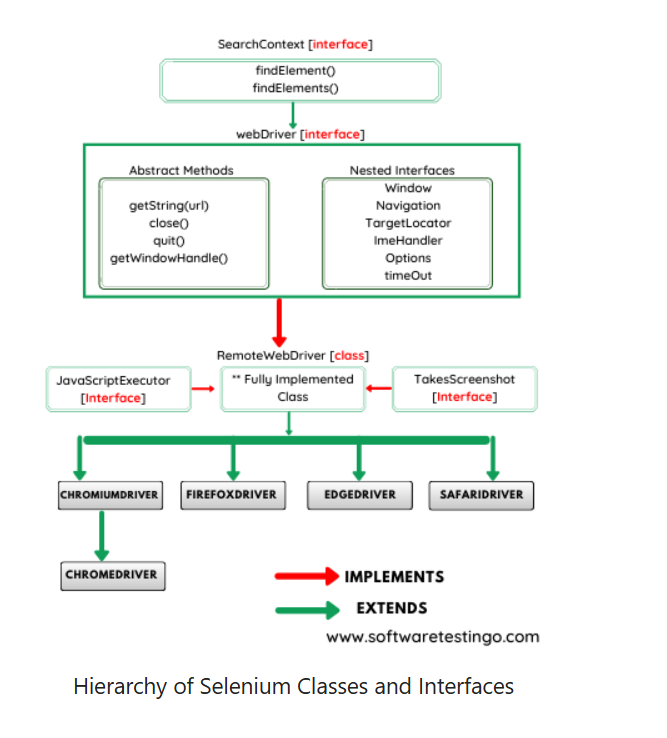 SearchContext [interface]
findElement()
findElements()
webDriver [interface]
Abstract Methods
getString(url)
close()
quit()
getWindowHandle()
Nested Interfaces
Window
Navigation
TargetLocator
ImeHandler
Options
timeOut
RemoteWebDriver [class]
JavaScriptExecutor
[Interface]
** Fully Implemented
Class
TakesScreenshot
[Interface]
CHROMIUMDRIVER
FIREFOXDRIVER
EDGEDRIVER
SAFARIDRIVER
CHROMEDRIVER
IMPLEMENTS
EXTENDS
www.softwaretestingo.com
Hierarchy of Selenium Classes and Interfaces